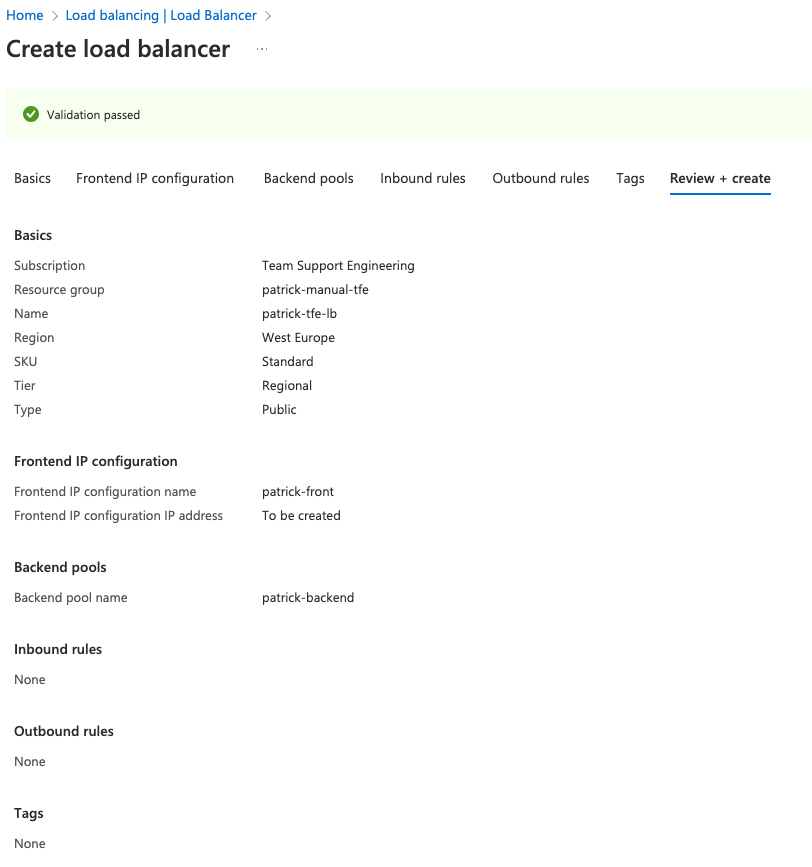 Home > Load balancing | Load Balancer >
Create load balancer ...
Validation passed
Basics Frontend IP configuration Backend pools Inbound rules Outbound rules Tags Review + create
Basics
Subscription Team Support Engineering
Resource group patrick-manual-tfe
Name patrick-tfe-lb
Region West Europe
SKU Standard
Tier Regional
Type Public
Frontend IP configuration
Frontend IP configuration name patrick-front
Frontend IP configuration IP address To be created
Backend pools
Backend pool name patrick-backend
Inbound rules
None
Outbound rules
None
Tags
None